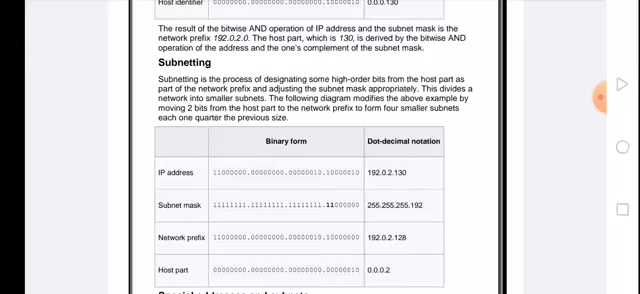 Host identifier 00000000.00000000.00000000.10000010 0.0.0.130
The result of the bitwise AND operation of IP address and the subnet mask is the
network prefix 192.0.2.0. The host part, which is 130, is derived by the bitwise AND
operation of the address and the one's complement of the subnet mask.
Subnetting
Subnetting is the process of designating some high-order bits from the host part as
part of the network prefix and adjusting the subnet mask appropriately. This divides a
network into smaller subnets. The following diagram modifies the above example by
moving 2 bits from the host part to the network prefix to form four smaller subnets
each one quarter the previous size.
Binary form Dot-decimal notation
IP address 11000000.00000000.00000010.10000010 192.0.2.130
Subnet mask 11111111.11111111.11111111.11000000 255.255.255.192
Network prefix 11000000.00000000.00000010.10000000 192.0.2.128
Host part 00000000.00000000.00000000.00000010 0.0.0.2